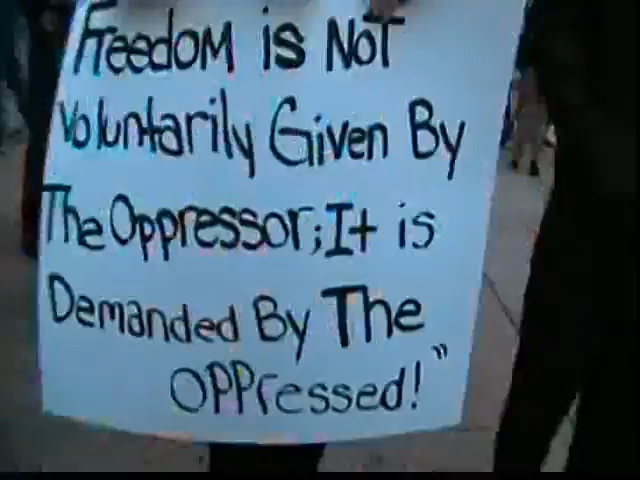 Freedom is Not
Voluntarily Given By
The Oppressor; It is
Demanded By The
OPPressed!"